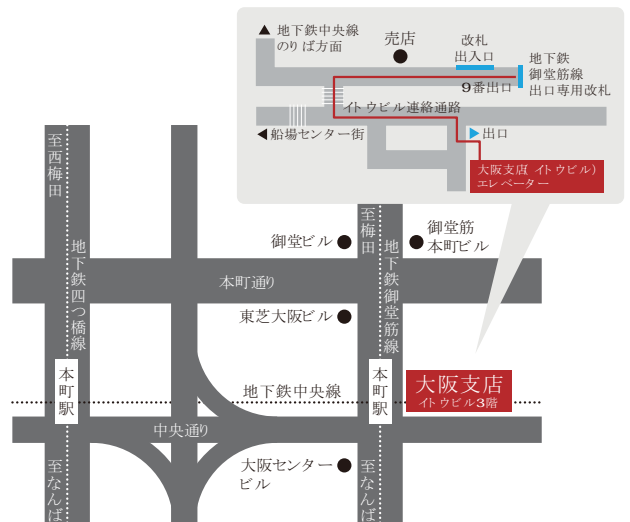 ▲ 地下鉄中央線
のりば方面
売店
改札
出入口
地下鉄
御堂筋線
出口専用改札
9番出口
イトウビル連絡通路
◀船場センター街
▶出口
大阪支店(イトウビル)
エレベーター
至西梅田
至梅田
御堂ビル
御堂筋
本町ビル
地下鉄四つ橋線
地下鉄御堂筋線
本町通り
東芝大阪ビル
本町駅
地下鉄中央線
本町駅
大阪支店
イトウビル3階
中央通り
大阪センター
ビル
至なんば
至なんば